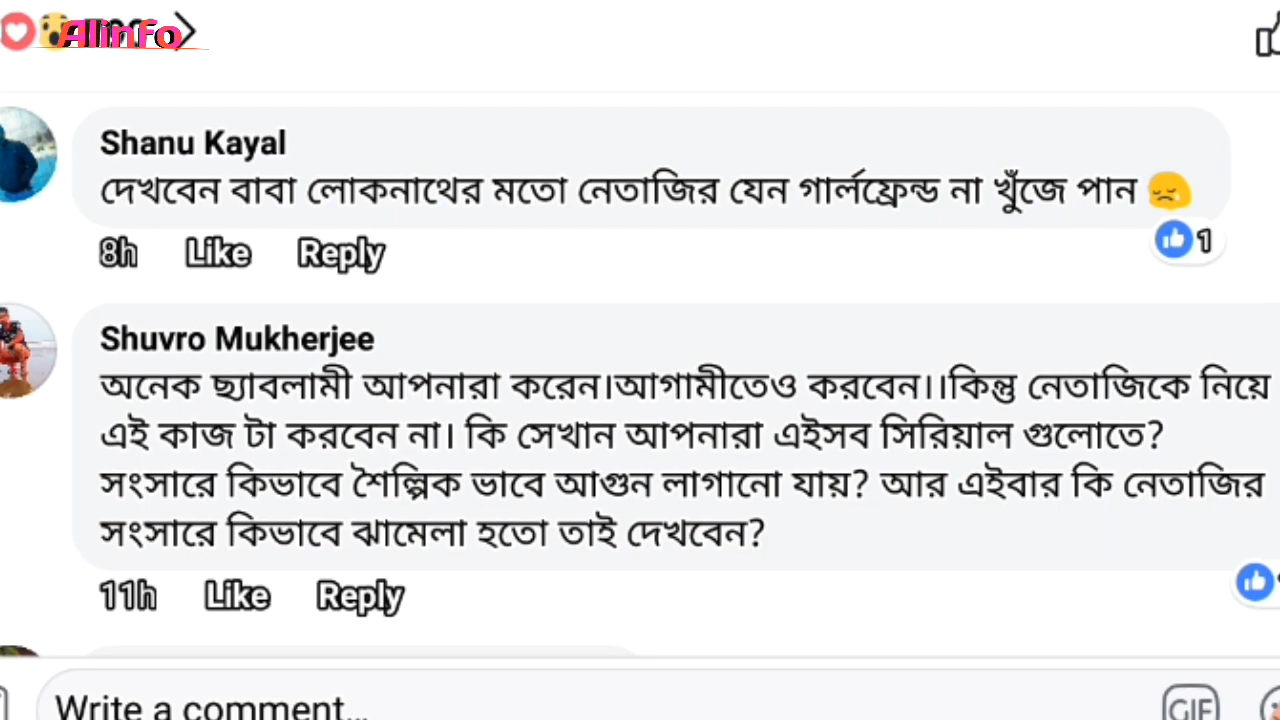 Alinfo
Shanu Kayal
দেখবেন বাবা লোকনাথের মতো নেতাজির যেন গার্লফ্রেন্ড না খুঁজে পান 😔
8h Like Reply 1
Shuvro Mukherjee
অনেক ছ্যাবলামী আপনারা করেন।আগামীতেও করবেন।।কিন্তু নেতাজিকে নিয়ে
এই কাজ টা করবেন না। কি সেখান আপনারা এইসব সিরিয়াল গুলোতে?
সংসারে কিভাবে শৈল্পিক ভাবে আগুন লাগানো যায়? আর এইবার কি নেতাজির
সংসারে কিভাবে ঝামেলা হতো তাই দেখবেন?
11h Like Reply
Write a comment...
GIF